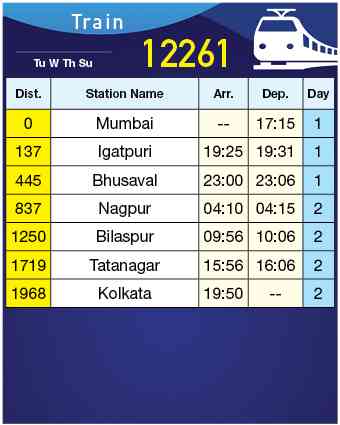 Train
Tu W Th Su 12261
Dist. Station Name Arr. Dep. Day
0 Mumbai -- 17:15 1
137 Igatpuri 19:25 19:31 1
445 Bhusaval 23:00 23:06 1
837 Nagpur 04:10 04:15 2
1250 Bilaspur 09:56 10:06 2
1719 Tatanagar 15:56 16:06 2
1968 Kolkata 19:50 -- 2